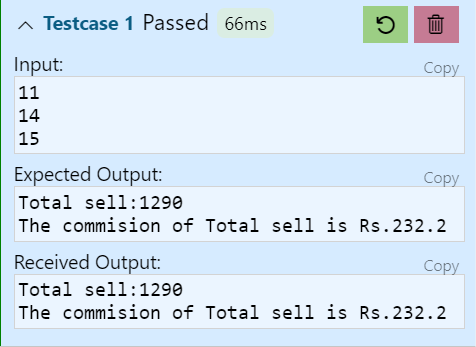 Testcase 1 Passed 66ms
Input:
Copy
11
14
15
Expected Output:
Copy
Total sell:1290
The commision of Total sell is Rs.232.2
Received Output:
Copy
Total sell:1290
The commision of Total sell is Rs.232.2